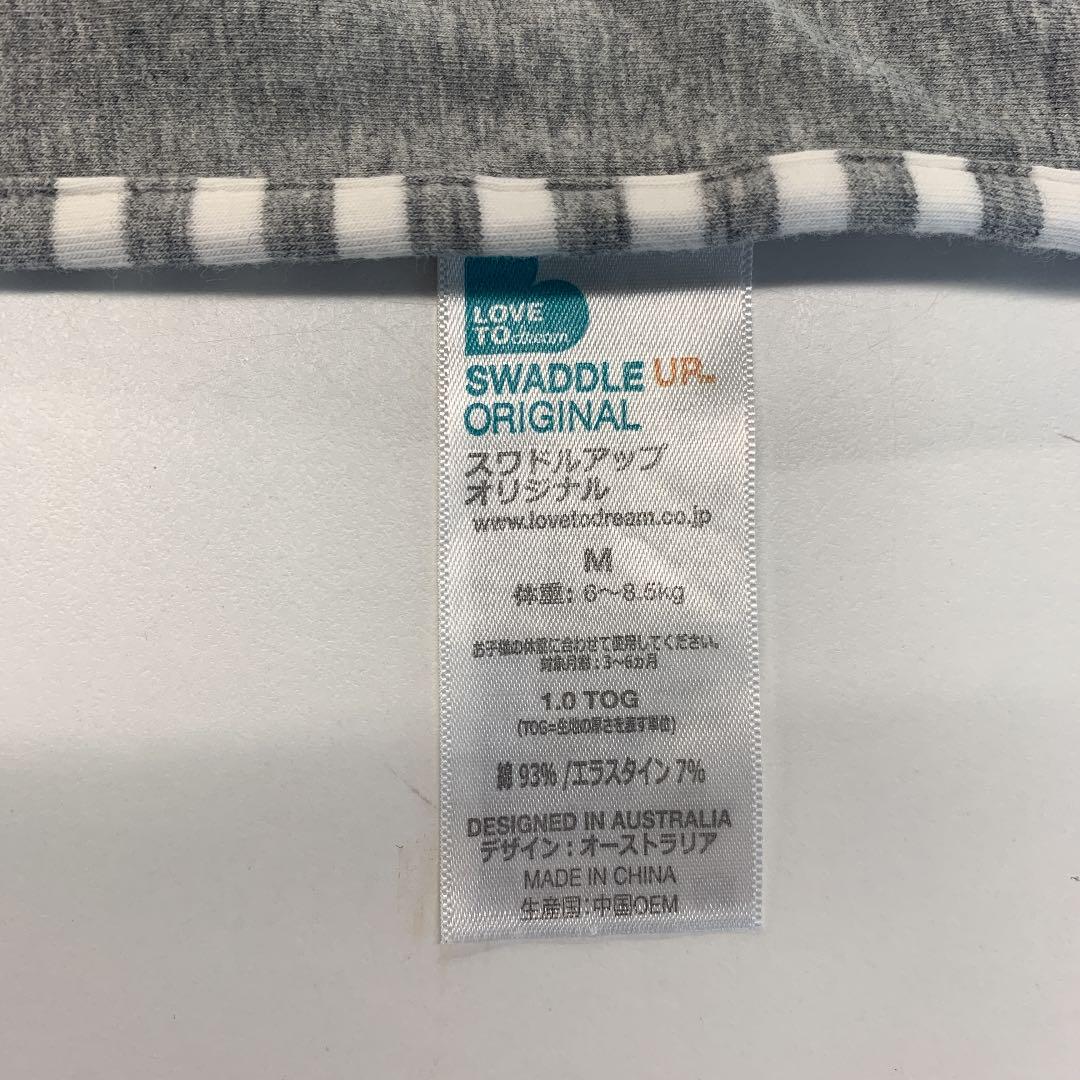 LOVE
TO dream
SWADDLE UP™
ORIGINAL
スワドルアップ
オリジナル
www.lovetodream.co.jp
M
体重: 6〜8.5kg
お子様の体重に合わせて使用してください。
対象月齢:3〜6カ月
1.0 TOG
(TOG=生地の厚さを表す単位)
綿 93% /エラスタイン 7%
DESIGNED IN AUSTRALIA
デザイン:オーストラリア
MADE IN CHINA
生産国:中国OEM